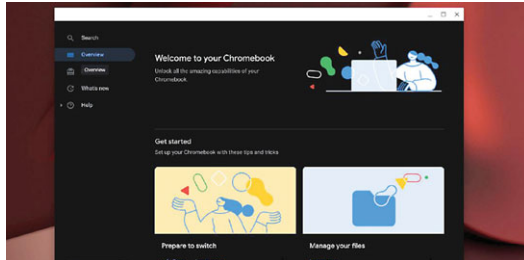 Search
Overview
Overview
What's new
Help
Welcome to your Chromebook
Unlock all the amazing capabilities of your
Chromebook
Get started
Set up your Chromebook with these tips and tricks
Prepare to switch
Manage your files